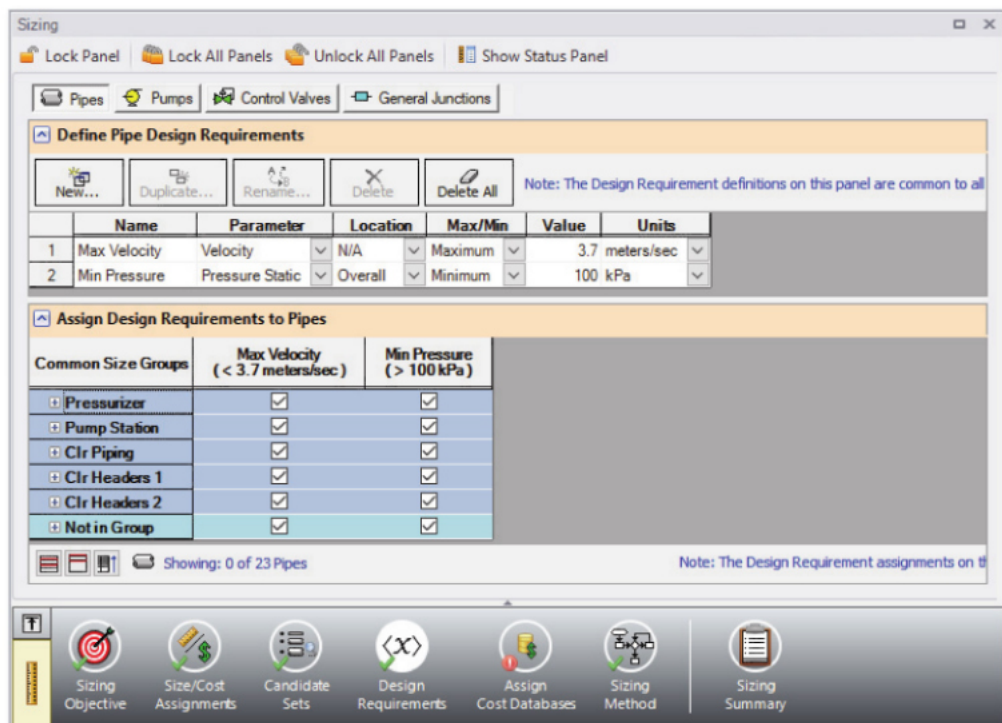 Sizing
Lock Panel Lock All Panels Unlock All Panels Show Status Panel
Pipes Pumps Control Valves General Junctions
Define Pipe Design Requirements
New... Duplicate... Rename... Delete Delete All Note: The Design Requirement definitions on this panel are common to all
Name Parameter Location Max/Min Value Units
1 Max Velocity Velocity N/A Maximum 3.7 meters/sec
2 Min Pressure Pressure Static Overall Minimum 100 kPa
Assign Design Requirements to Pipes
Common Size Groups Max Velocity (< 3.7 meters/sec) Min Pressure (> 100 kPa)
Pressurizer
Pump Station
Clr Piping
Clr Headers 1
Clr Headers 2
Not in Group
Showing: 0 of 23 Pipes Note: The Design Requirement assignments on th
Sizing Objective Size/Cost Assignments Candidate Sets Design Requirements Assign Cost Databases Sizing Method Sizing Summary